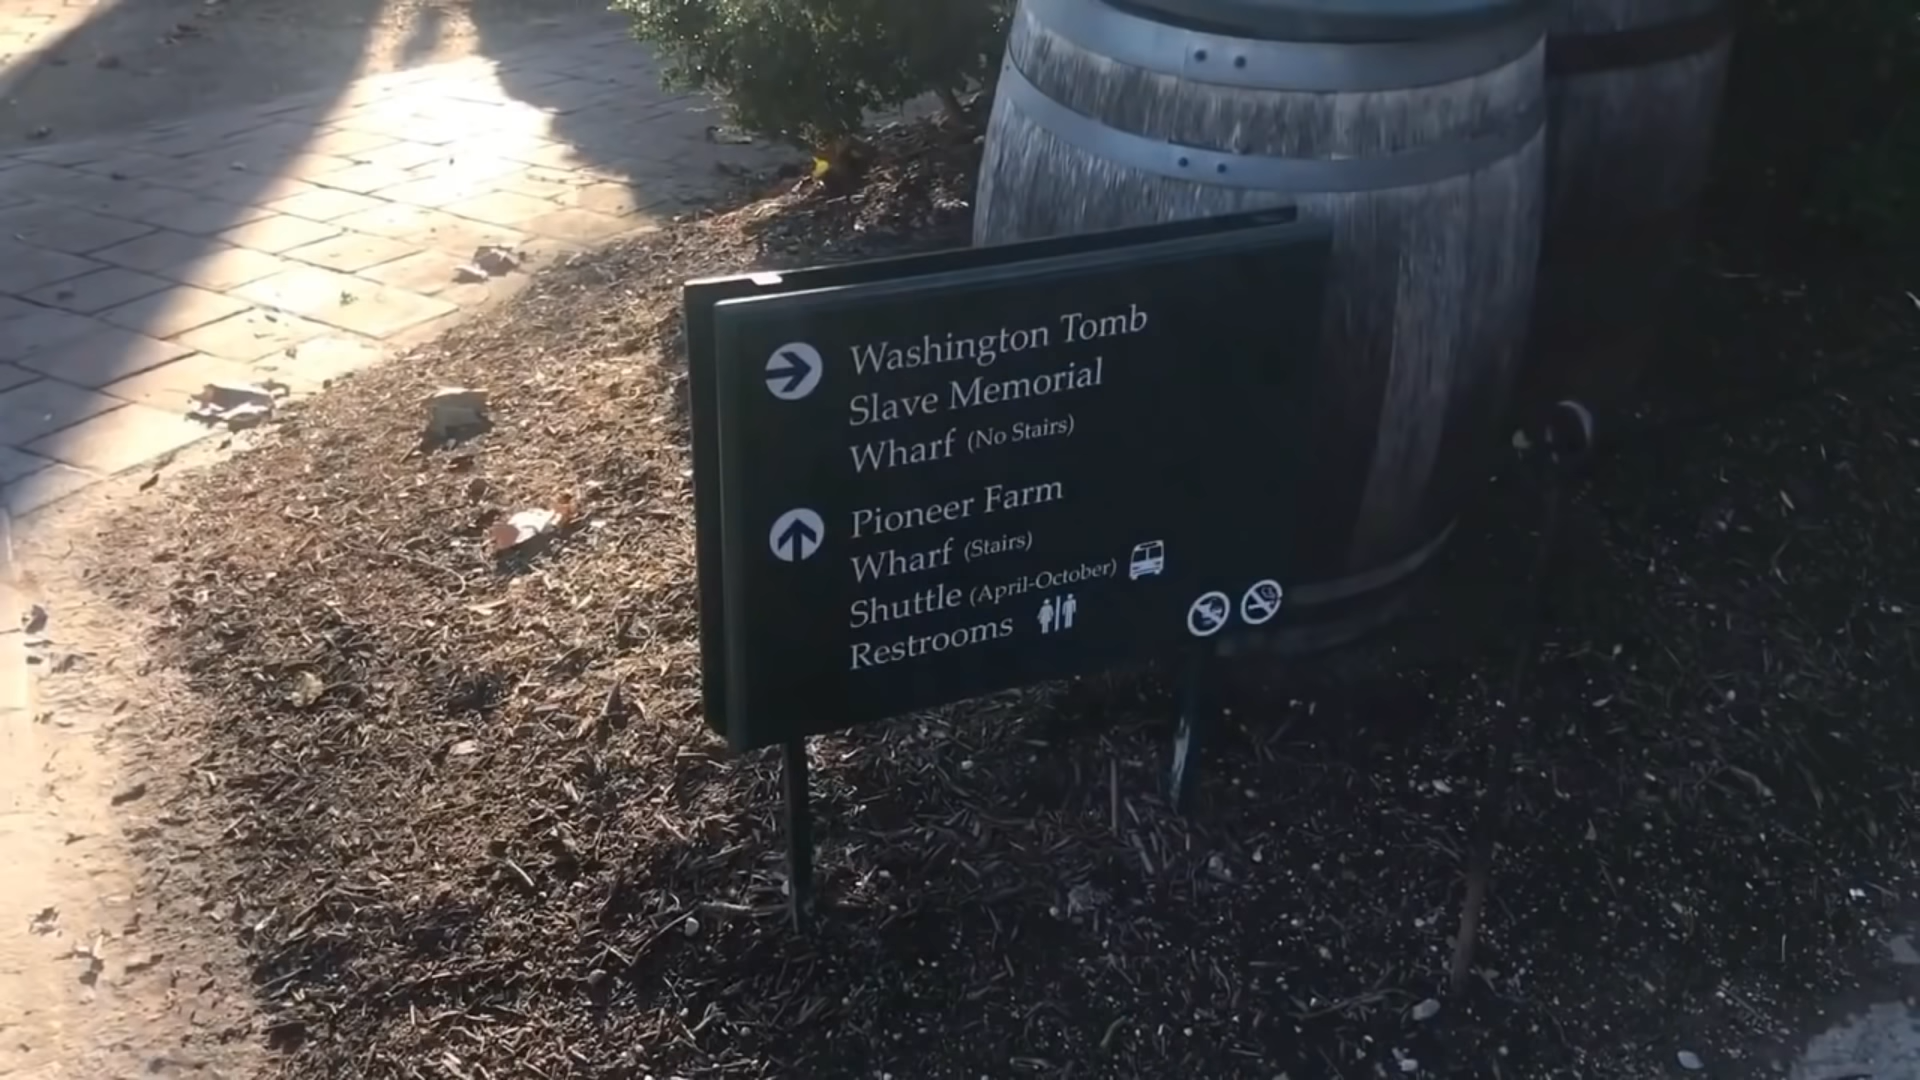 Washington Tomb
Slave Memorial
Wharf (No Stairs)
Pioneer Farm
Wharf (Stairs)
Shuttle (April-October)
Restrooms